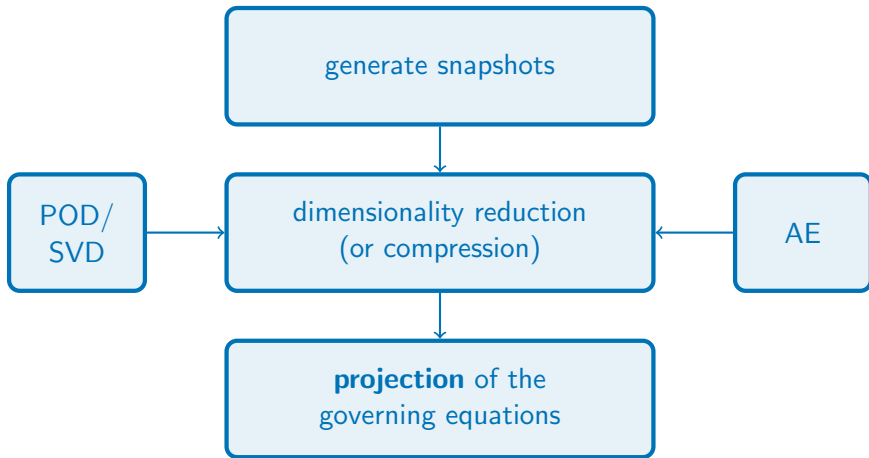 generate snapshots
POD/
SVD
dimensionality reduction
(or compression)
AE
projection of the
governing equations